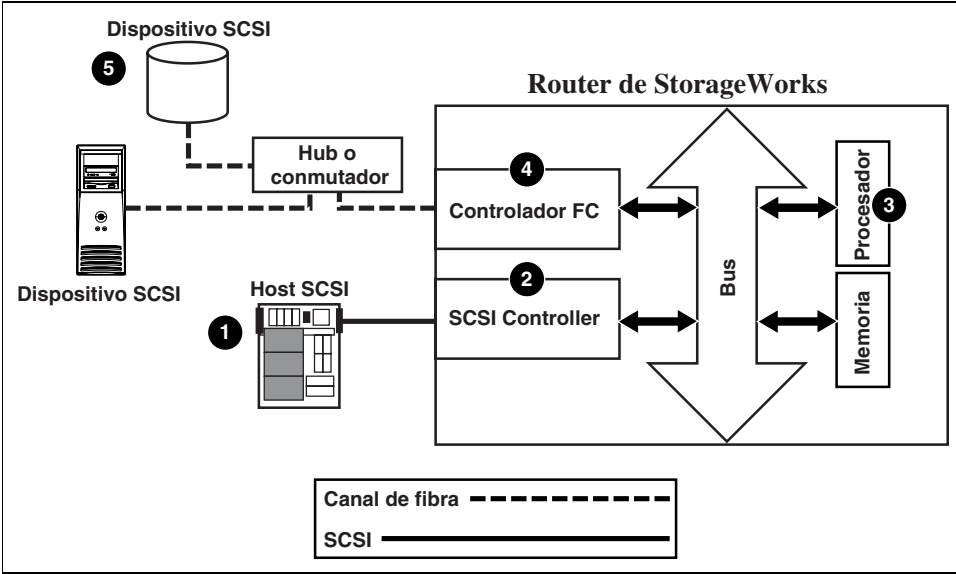 Dispositivo SCSI
5
Router de StorageWorks
Hub o
conmutador
4
Controlador FC
Procesador
3
Dispositivo SCSI
Host SCSI
1
2
SCSI Controller
Bus
Memoria
Canal de fibra
SCSI